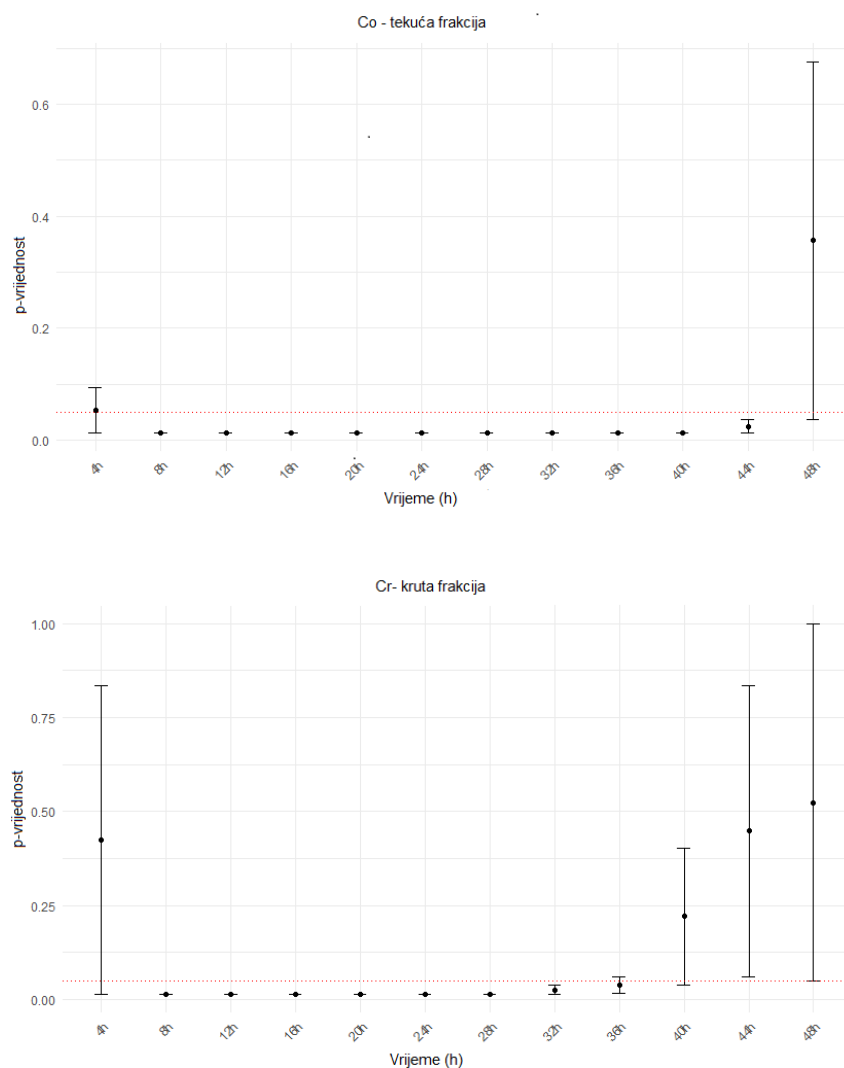 Co - tekuća frakcija
0.6
0.4
0.2
0.0
p-vrijednost
4h 8h 12h 16h 20h 24h 28h 32h 36h 40h 44h 48h
Vrijeme (h)
Cr- kruta frakcija
1.00
0.75
0.50
0.25
0.00
p-vrijednost
4h 8h 12h 16h 20h 24h 28h 32h 36h 40h 44h 48h
Vrijeme (h)